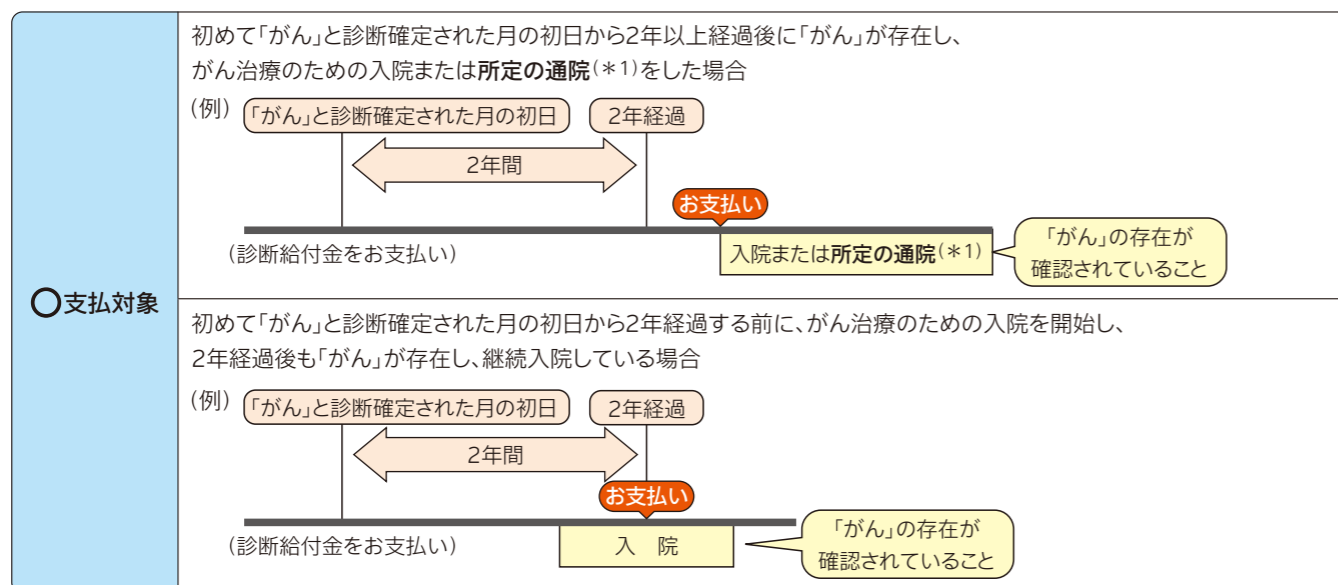 初めて「がん」と診断確定された月の初日から2年以上経過後に「がん」が存在し、
がん治療のための入院または所定の通院(＊1)をした場合
(例)
「がん」と診断確定された月の初日
2年経過
2年間
お支払い
(診断給付金をお支払い)
入院または所定の通院(＊1)
「がん」の存在が
確認されていること
○支払対象
初めて「がん」と診断確定された月の初日から2年経過する前に、がん治療のための入院を開始し、
2年経過後も「がん」が存在し、継続入院している場合
(例)
「がん」と診断確定された月の初日
2年経過
2年間
お支払い
(診断給付金をお支払い)
入 院
「がん」の存在が
確認されていること